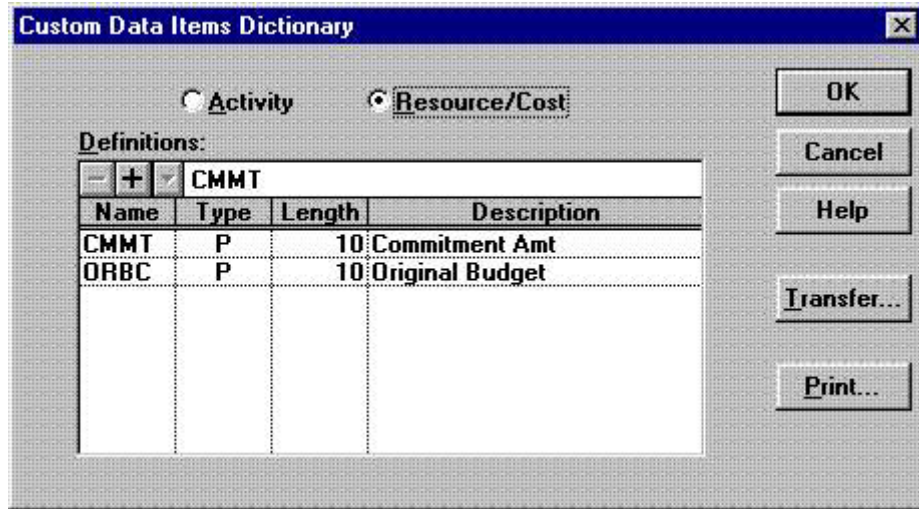 Custom Data Items Dictionary
Activity Resource/Cost OK
Definitions: Cancel
CMMT
Name Type Length Description Help
CMMT P 10 Commitment Amt
ORBC P 10 Original Budget
Transfer...
Print...